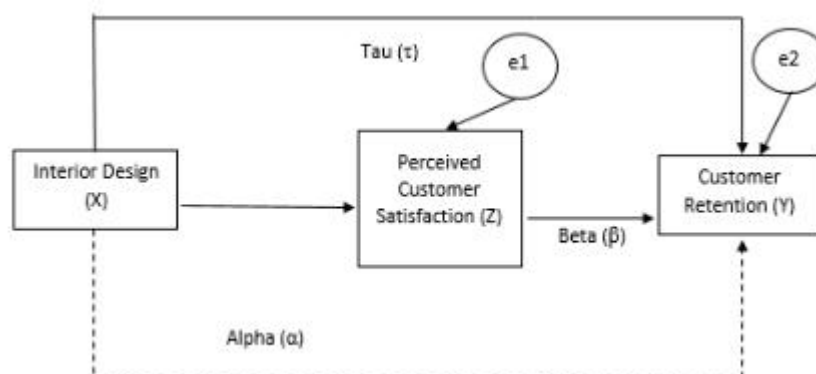 Tau (τ)
e1
e2
Interior Design
(X)
Perceived
Customer
Satisfaction (Z)
Customer
Retention (Y)
Beta (β)
Alpha (α)